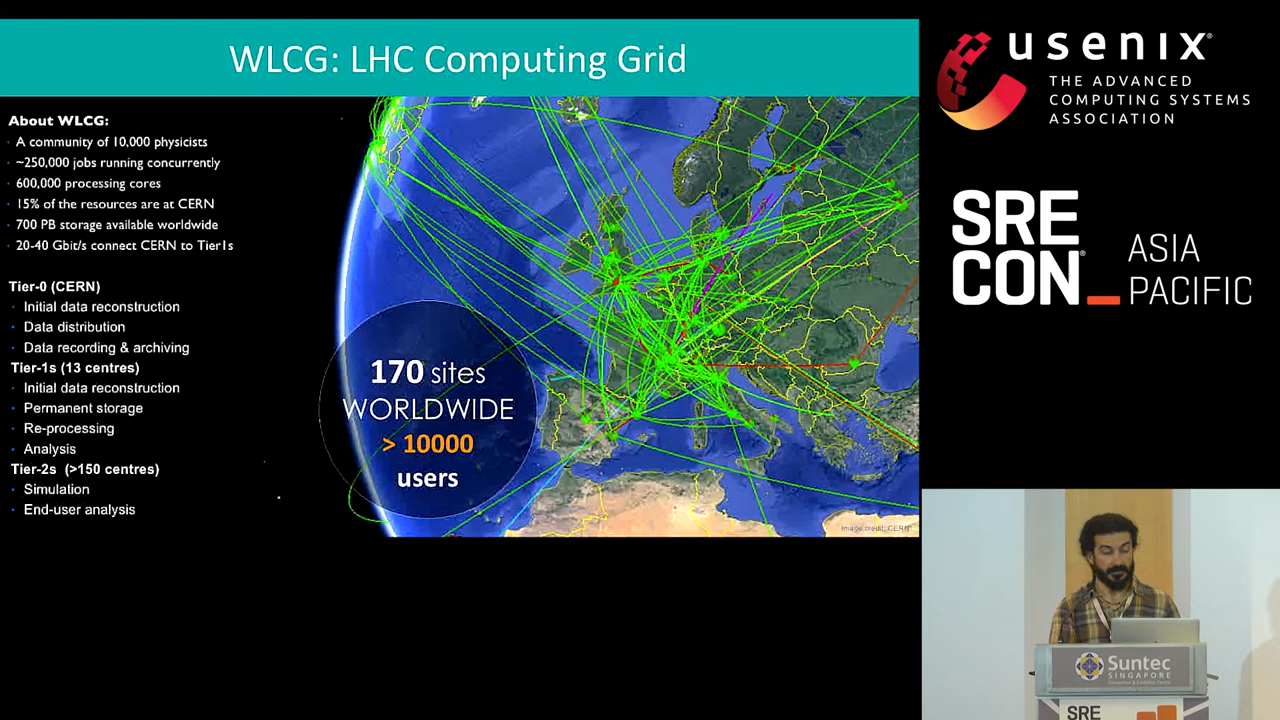 WLCG: LHC Computing Grid
About WLCG:
· A community of 10,000 physicists
· ~250,000 jobs running concurrently
· 600,000 processing cores
· 15% of the resources are at CERN
· 700 PB storage available worldwide
· 20-40 Gbit/s connect CERN to Tier1s
Tier-0 (CERN)
• Initial data reconstruction
• Data distribution
• Data recording & archiving
Tier-1s (13 centres)
• Initial data reconstruction
• Permanent storage
• Re-processing
• Analysis
Tier-2s (>150 centres)
• Simulation
• End-user analysis
170 sites
WORLDWIDE
> 10000
users
Image credit: CERN
usenix®
THE ADVANCED
COMPUTING SYSTEMS
ASSOCIATION
SRE
CON®_
ASIA
PACIFIC
Suntec
SINGAPORE
SRE